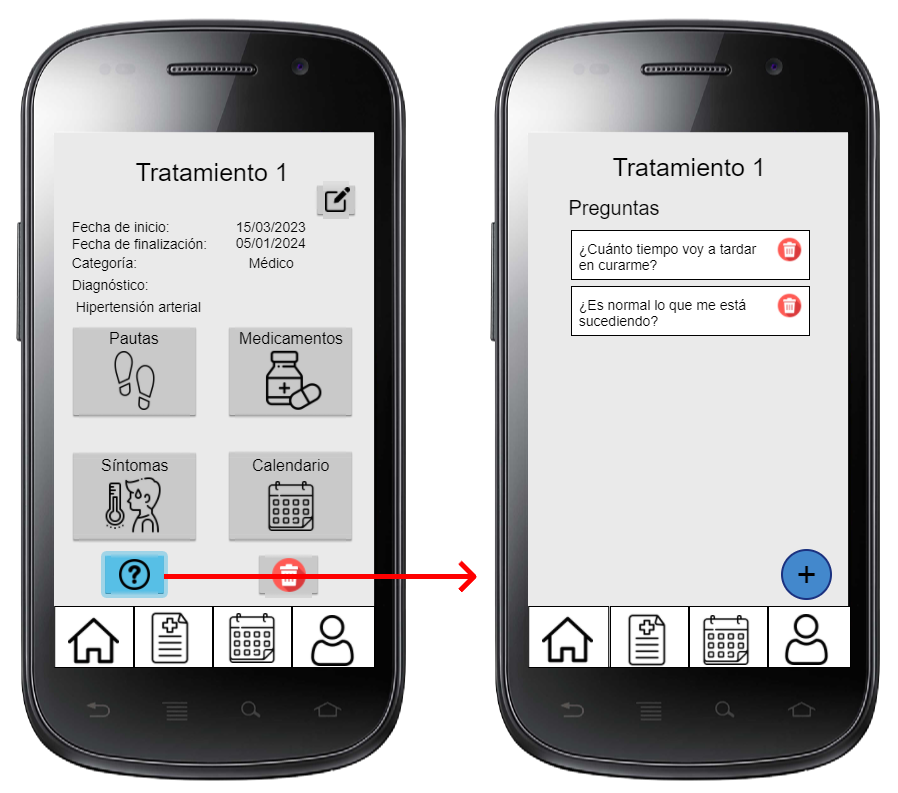 Tratamiento 1
Fecha de inicio: 15/03/2023
Fecha de finalización: 05/01/2024
Categoría: Médico
Diagnóstico:
Hipertensión arterial
Pautas
Medicamentos
Síntomas
Calendario
?
Tratamiento 1
Preguntas
¿Cuánto tiempo voy a tardar
en curarme?
¿Es normal lo que me está
sucediendo?
+